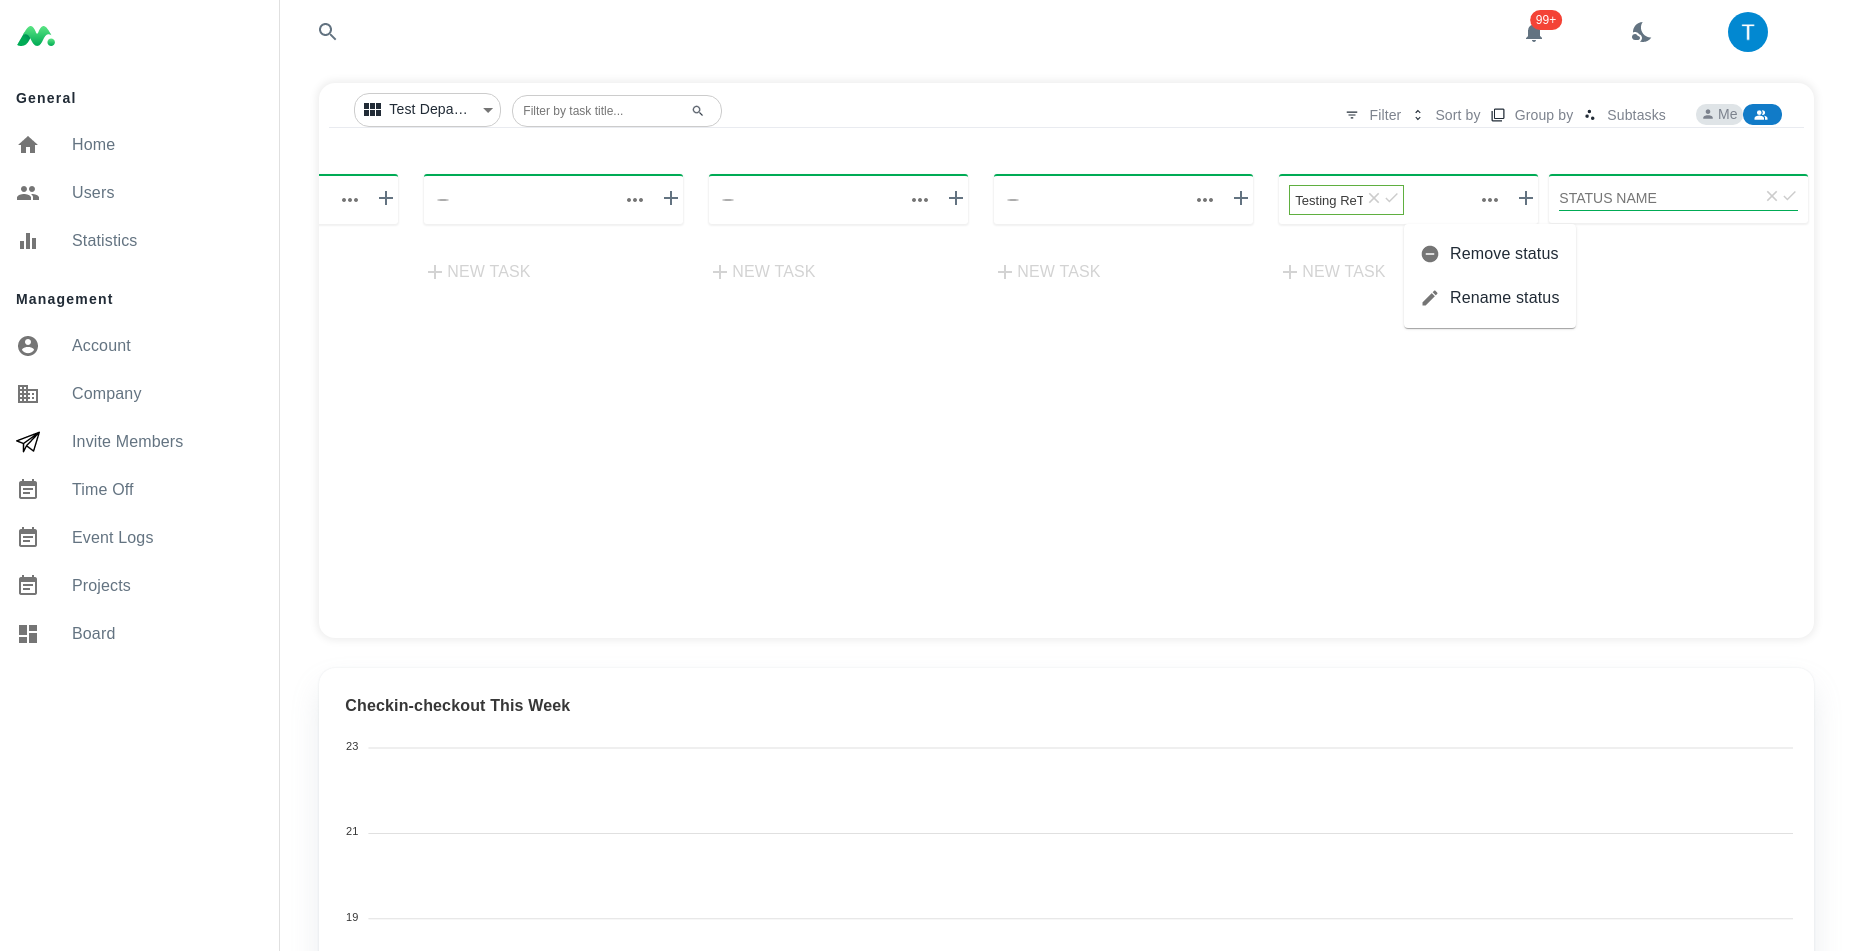 99+
T
General
Home
Users
Statistics
Management
Account
Company
Invite Members
Time Off
Event Logs
Projects
Board
Test Depa...
Filter by task title...
Filter
Sort by
Group by
Subtasks
Me
Testing ReT
STATUS NAME
NEW TASK
NEW TASK
NEW TASK
NEW TASK
Remove status
Rename status
Checkin-checkout This Week
23
21
19